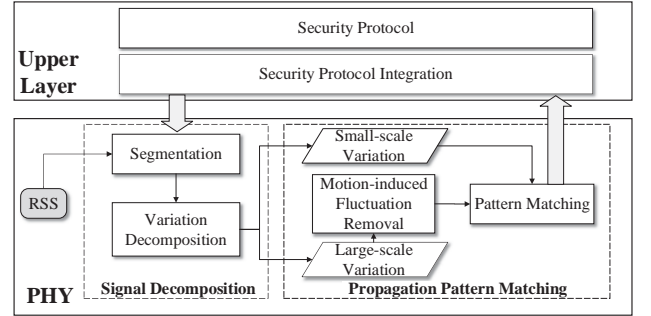 Security Protocol
Upper
Layer
Security Protocol Integration
Segmentation
RSS
Variation
Decomposition
Signal Decomposition
Small-scale
Variation
Motion-induced
Fluctuation
Removal
Pattern Matching
Large-scale
Variation
Propagation Pattern Matching
PHY